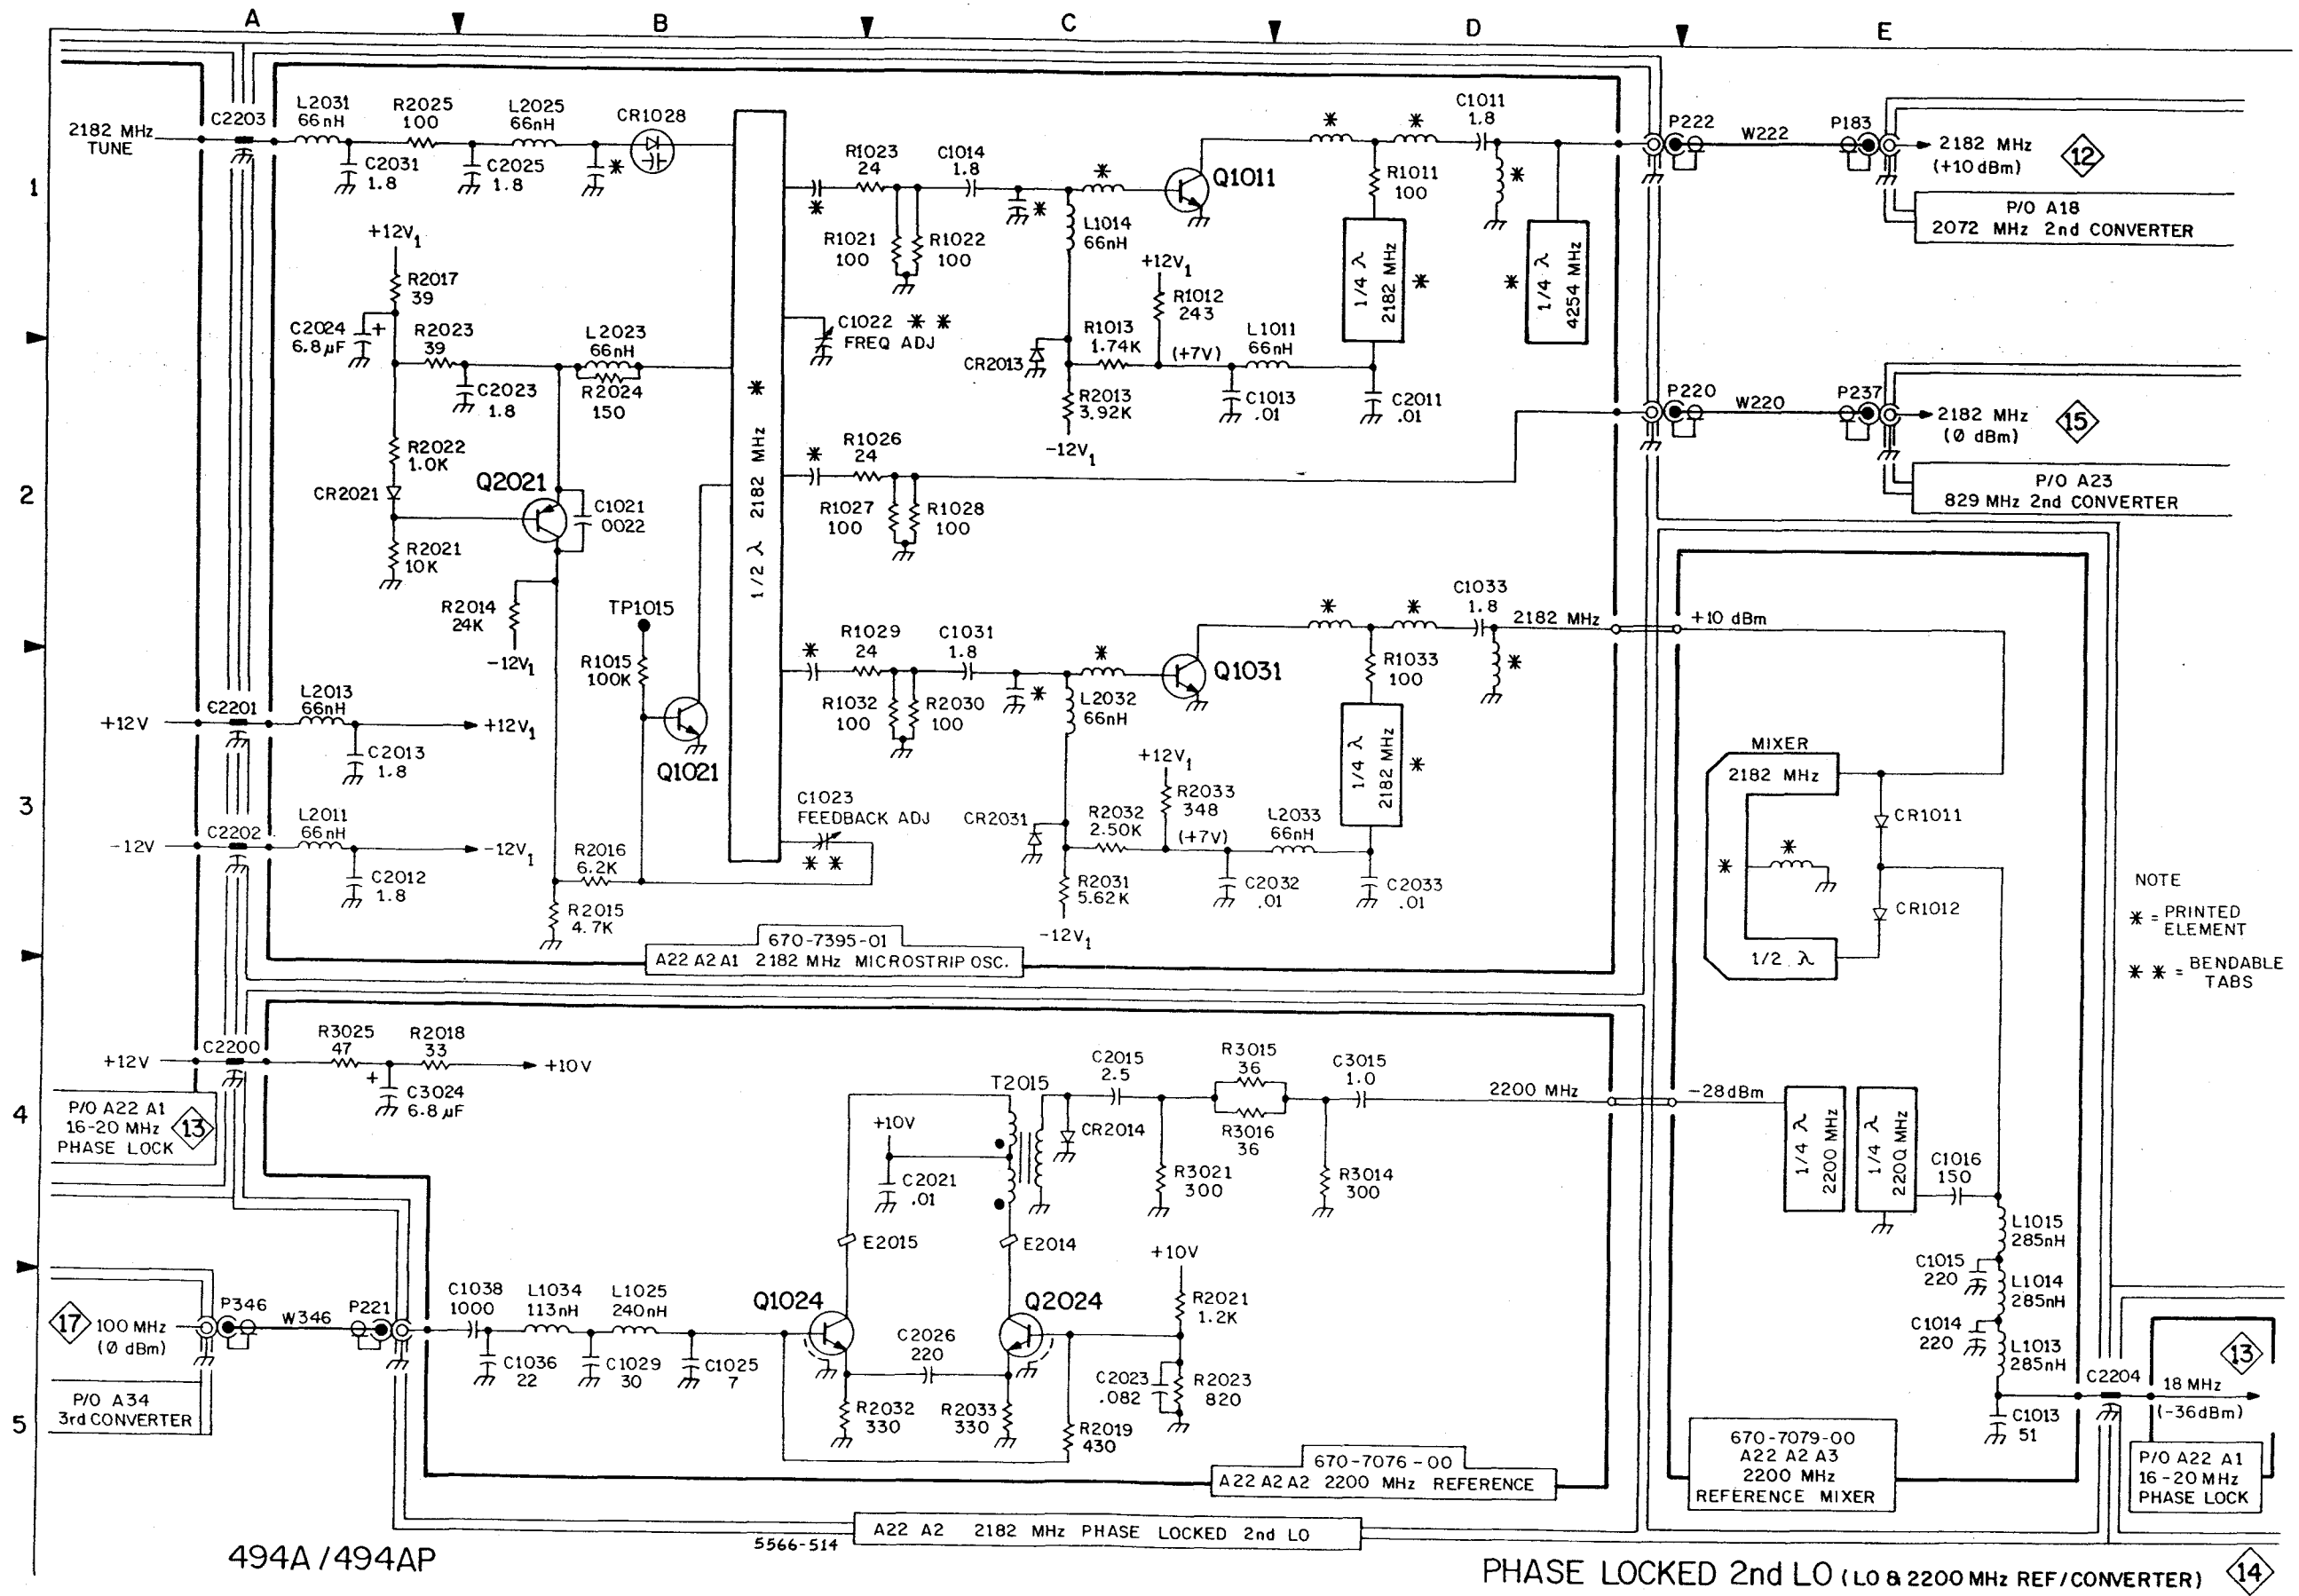 A B C D E
1
2
3
4
5
2182 MHz
TUNE
C2203
L2031
66nH
R2025
100
L2025
66nH
CR1028
C2031
1.8
C2025
1.8
*
+12V1
R2017
39
C2024
6.8µF
+
R2023
39
L2023
66nH
C2023
1.8
R2024
150
R2022
1.0K
CR2021
Q2021
C1021
0022
R2021
10K
R2014
24K
-12V1
TP1015
R1015
100K
Q1021
+12V
C2201
L2013
66nH
+12V1
C2013
1.8
-12V
C2202
L2011
66nH
-12V1
C2012
1.8
R2016
6.2K
R2015
4.7K
1/2 λ 2182 MHz *
*
R1023
24
C1014
1.8
R1021
100
R1022
100
*
*
L1014
66nH
Q1011
C1022 * *
FREQ ADJ
+12V1
R1012
243
R1013
1.74K
(+7V)
CR2013
R2013
3.92K
-12V1
L1011
66nH
C1013
.01
C2011
.01
*
*
C1011
1.8
R1011
100
*
1/4 λ
2182 MHz
*
*
1/4 λ
4254 MHz
*
R1026
24
R1027
100
R1028
100
*
R1029
24
C1031
1.8
R1032
100
R2030
100
*
*
L2032
66nH
Q1031
*
*
C1033
1.8
2182 MHz
+10 dBm
R1033
100
*
1/4 λ
2182 MHz
*
+12V1
R2033
348
R2032
2.50K
(+7V)
CR2031
R2031
5.62K
-12V1
L2033
66nH
C2032
.01
C2033
.01
C1023
FEEDBACK ADJ
* *
670-7395-01
A22 A2A1 2182 MHz MICROSTRIP OSC.
P222
W222
P183
2182 MHz
(+10 dBm)
12
P/O A18
2072 MHz 2nd CONVERTER
P220
W220
P237
2182 MHz
(Ø dBm)
15
P/O A23
829 MHz 2nd CONVERTER
MIXER
2182 MHz
CR1011
*
*
CR1012
1/2 λ
NOTE
* = PRINTED
ELEMENT
* * = BENDABLE
TABS
+12V
C2200
R3025
47
R2018
33
+10V
+
C3024
6.8µF
P/O A22 A1
16-20 MHz
PHASE LOCK
13
T2015
+10V
C2021
.01
CR2014
C2015
2.5
R3015
36
R3016
36
C3015
1.0
R3021
300
R3014
300
2200 MHz
-28dBm
1/4 λ
2200 MHz
1/4 λ
2200 MHz
C1016
150
L1015
285nH
C1015
220
L1014
285nH
C1014
220
L1013
285nH
C2204
18 MHz
(-36dBm)
13
C1013
51
P/O A22 A1
16-20 MHz
PHASE LOCK
E2015
E2014
17
100 MHz
(Ø dBm)
P346
W346
P221
P/O A34
3rd CONVERTER
C1038
1000
L1034
113nH
L1025
240nH
C1036
22
C1029
30
C1025
7
Q1024
C2026
220
Q2024
+10V
R2021
1.2K
C2023
.082
R2023
820
R2032
330
R2033
330
R2019
430
670-7076-00
A22 A2A2 2200 MHz REFERENCE
670-7079-00
A22 A2 A3
2200 MHz
REFERENCE MIXER
A22 A2 2182 MHz PHASE LOCKED 2nd LO
5566-514
494A/494AP
PHASE LOCKED 2nd LO (LO & 2200 MHz REF/CONVERTER)
14